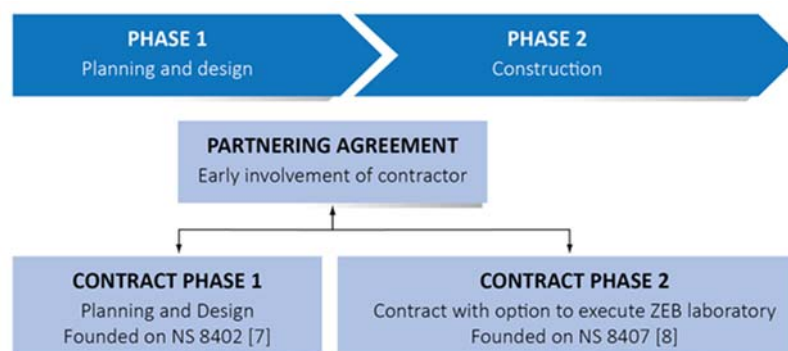 PHASE 1
Planning and design
PHASE 2
Construction
PARTNERING AGREEMENT
Early involvement of contractor
CONTRACT PHASE 1
Planning and Design
Founded on NS 8402 [7]
CONTRACT PHASE 2
Contract with option to execute ZEB laboratory
Founded on NS 8407 [8]